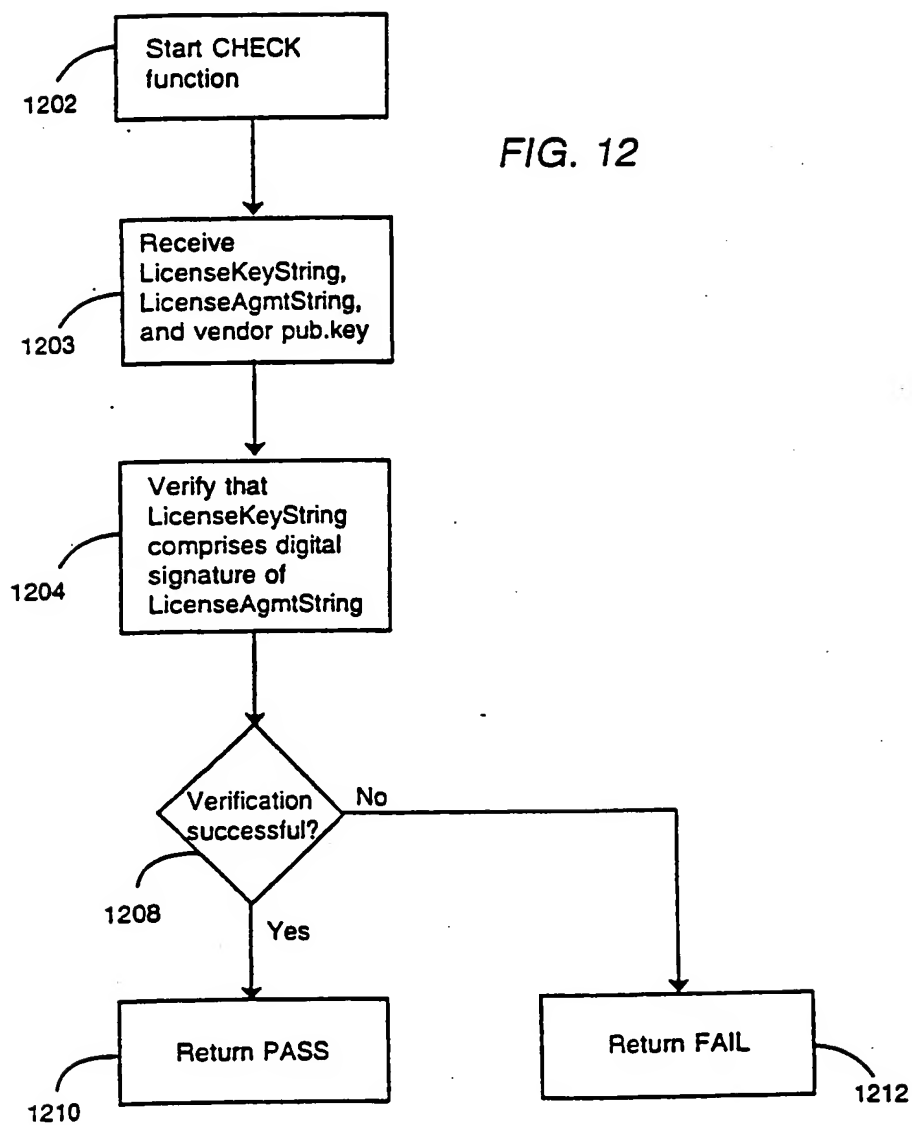 Start CHECK
function
1202
FIG. 12
Receive
LicenseKeyString,
LicenseAgmtString,
and vendor pub.key
1203
Verify that
LicenseKeyString
comprises digital
signature of
LicenseAgmtString
1204
Verification
successful?
No
1208
Yes
Return PASS
1210
Return FAIL
1212